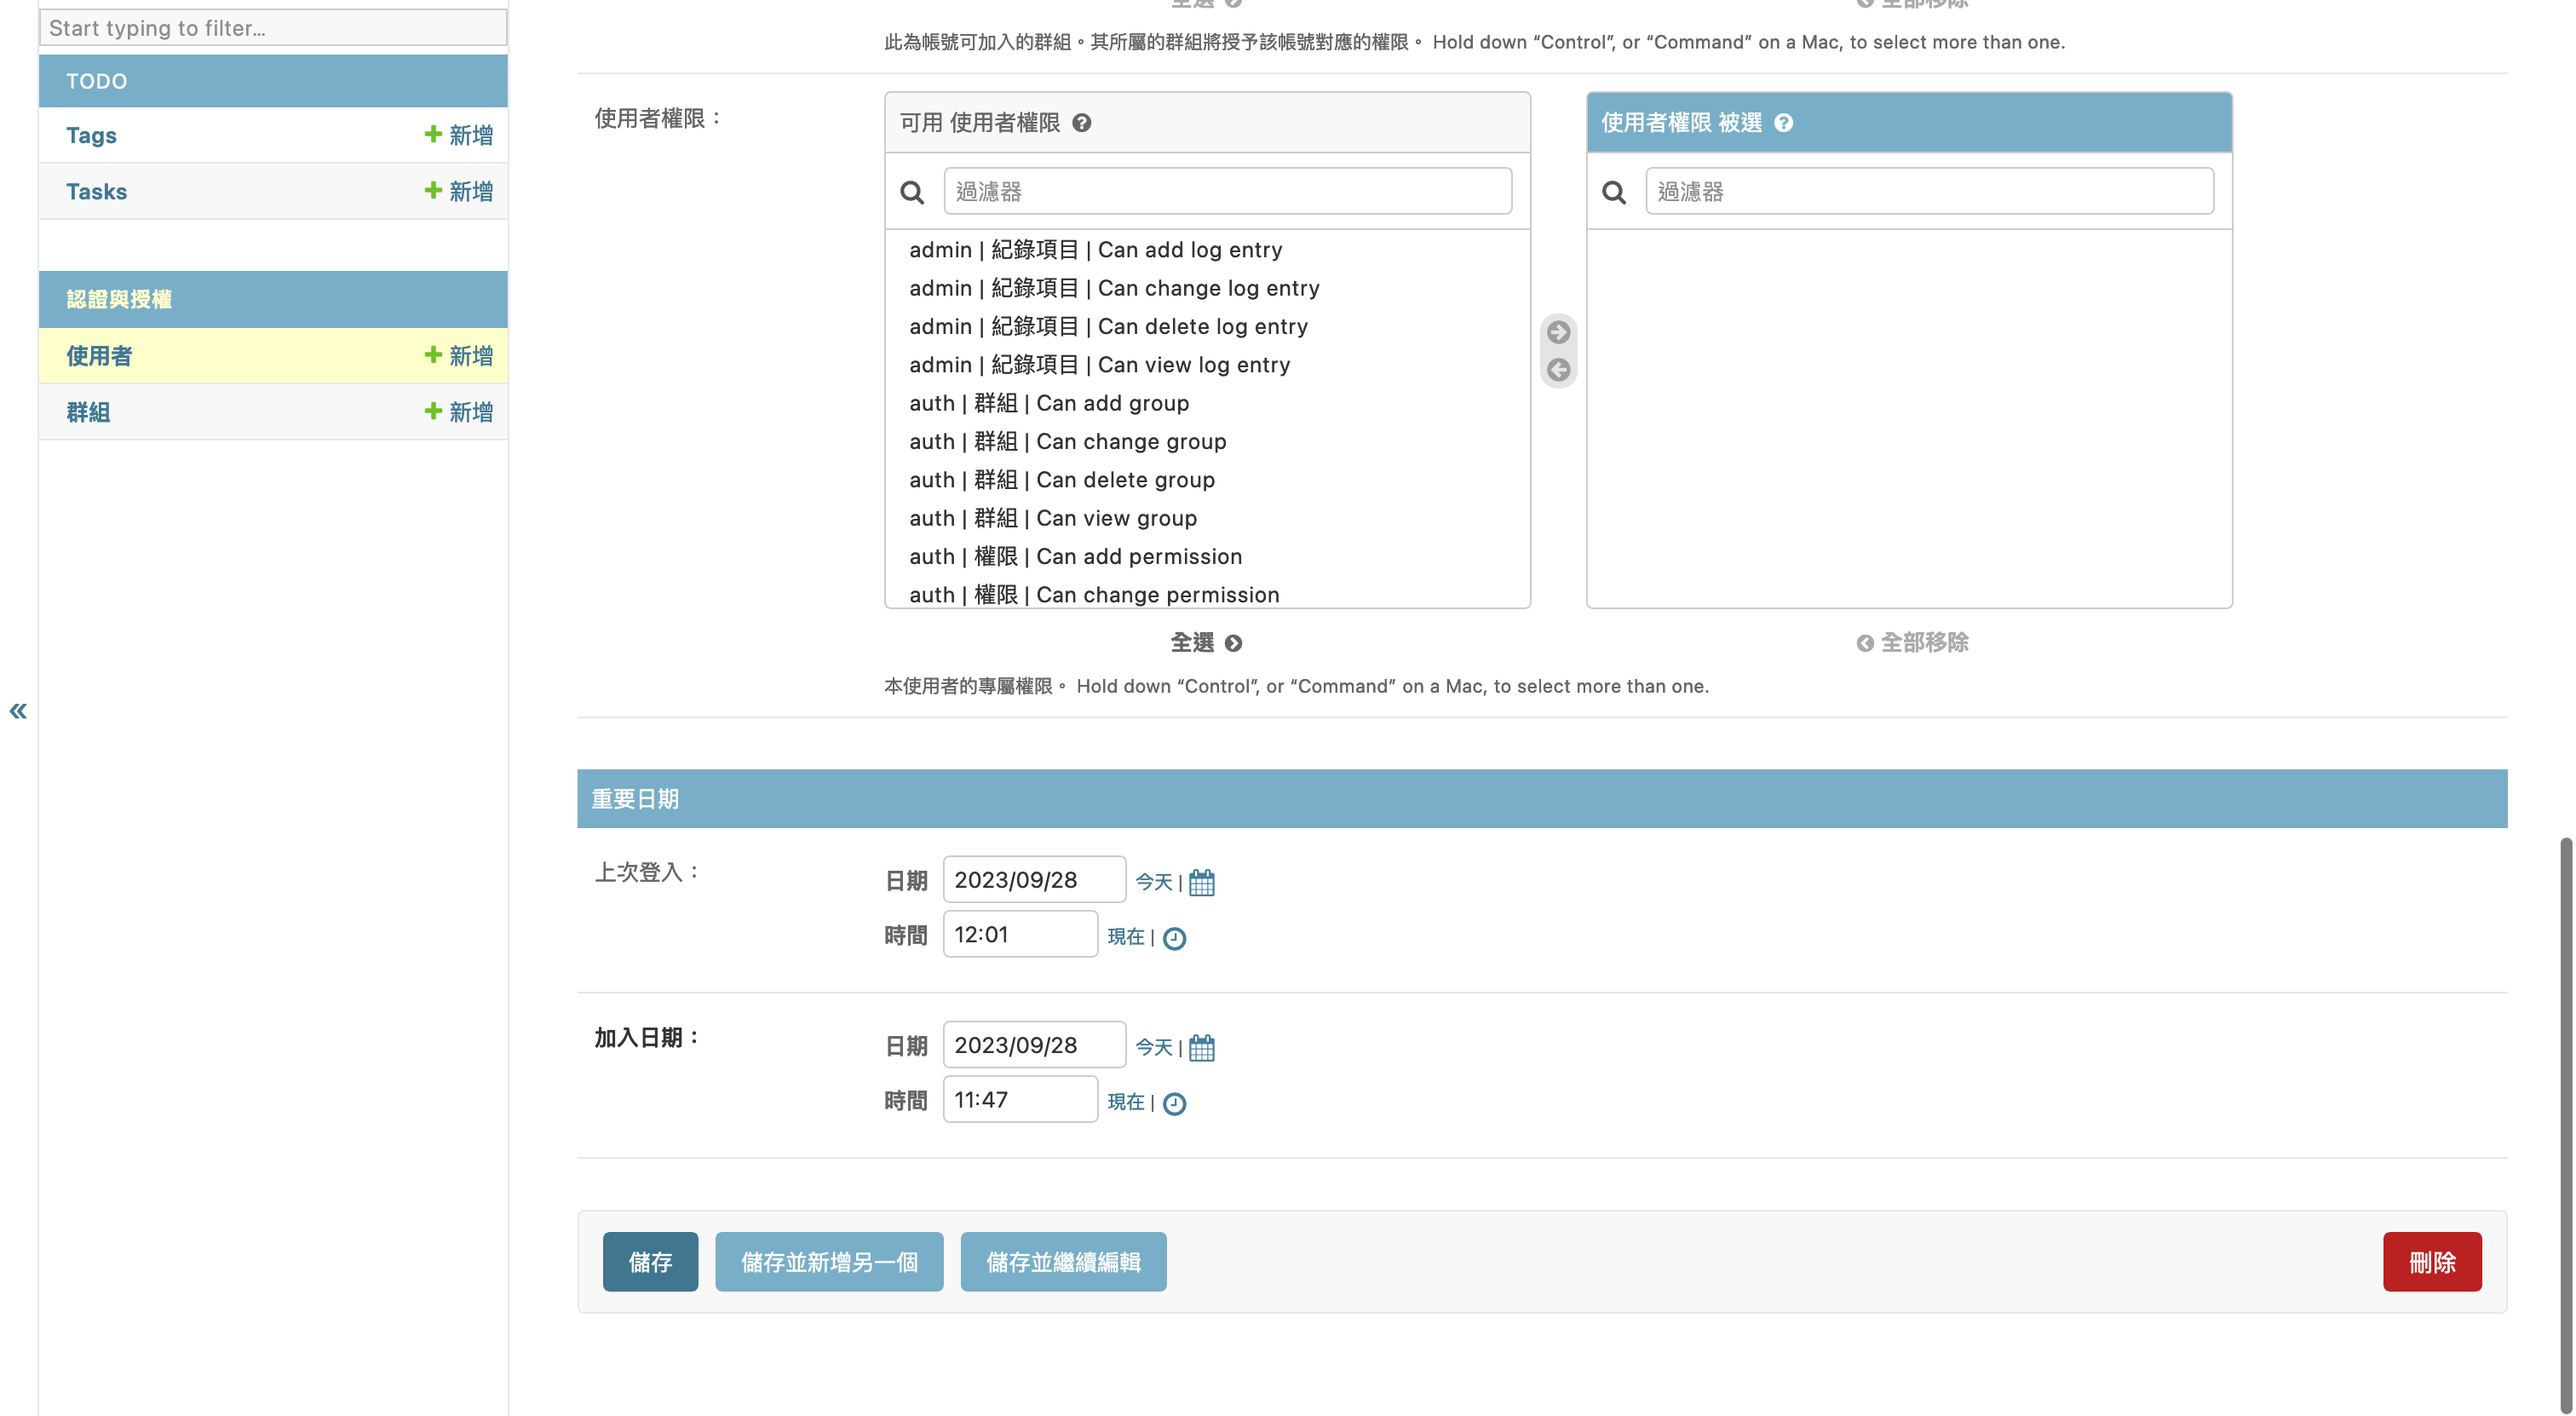 全選
全部移除
Start typing to filter...
此為帳號可加入的群組。其所屬的群組將授予該帳號對應的權限。 Hold down “Control”, or “Command” on a Mac, to select more than one.
TODO
Tags
新增
Tasks
新增
認證與授權
使用者
新增
群組
新增
«
使用者權限：
可用 使用者權限
過濾器
admin | 紀錄項目 | Can add log entry
admin | 紀錄項目 | Can change log entry
admin | 紀錄項目 | Can delete log entry
admin | 紀錄項目 | Can view log entry
auth | 群組 | Can add group
auth | 群組 | Can change group
auth | 群組 | Can delete group
auth | 群組 | Can view group
auth | 權限 | Can add permission
auth | 權限 | Can change permission
全選
使用者權限 被選
過濾器
全部移除
本使用者的專屬權限。 Hold down “Control”, or “Command” on a Mac, to select more than one.
重要日期
上次登入：
日期 2023/09/28 今天 |
時間 12:01 現在 |
加入日期：
日期 2023/09/28 今天 |
時間 11:47 現在 |
儲存
儲存並新增另一個
儲存並繼續編輯
刪除